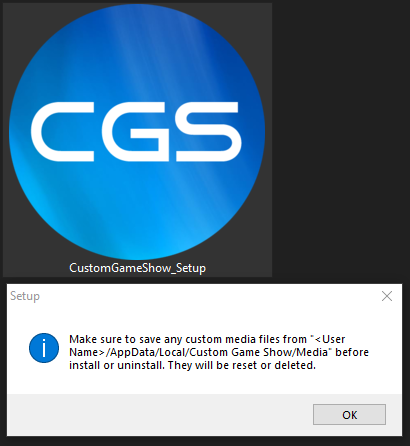 CGS
CustomGameShow_Setup
Setup
Make sure to save any custom media files from "<User
Name>/AppData/Local/Custom Game Show/Media" before
install or uninstall. They will be reset or deleted.
OK